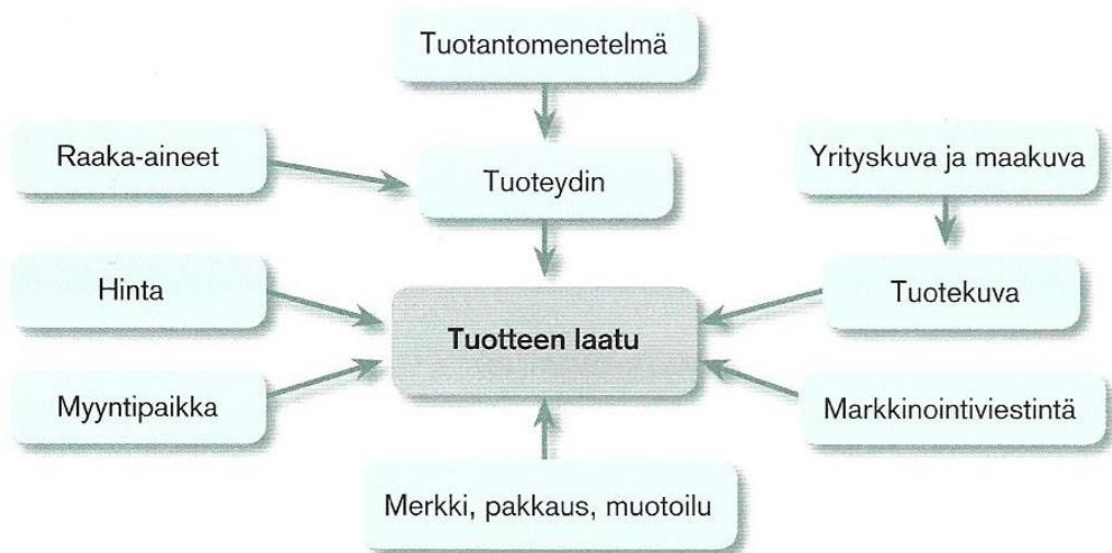 Tuotantomenetelmä
Raaka-aineet
Tuoteydin
Yrityskuva ja maakuva
Hinta
Tuotteen laatu
Tuotekuva
Myyntipaikka
Markkinointiviestintä
Merkki, pakkaus, muotoilu